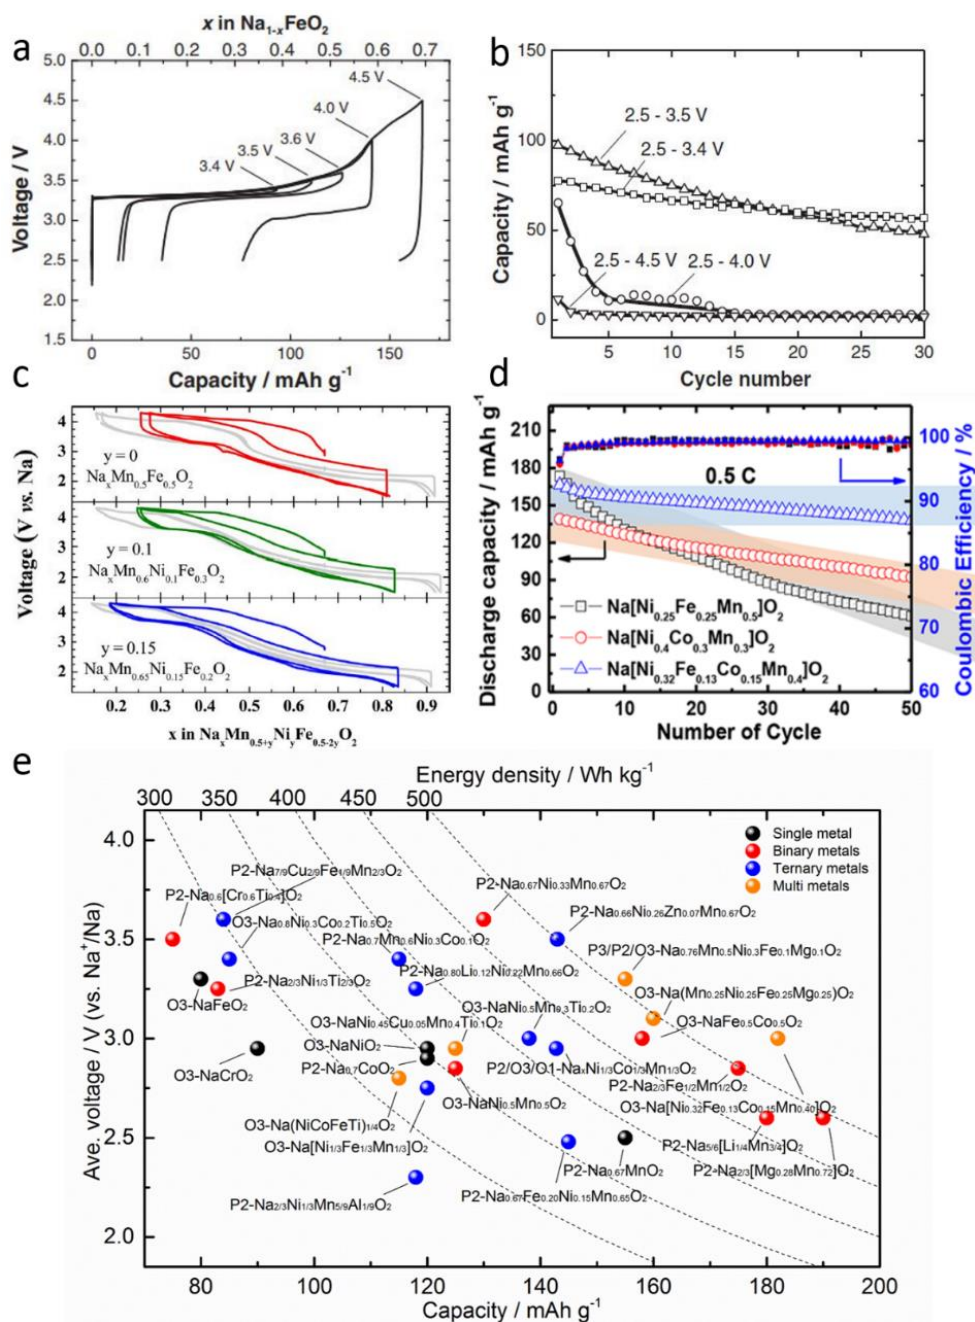 a
x in Na1-xFeO2
0.0 0.1 0.2 0.3 0.4 0.5 0.6 0.7
5.0
4.5
4.0
3.5
3.0
2.5
2.0
1.5
Voltage / V
4.5 V
4.0 V
3.6 V
3.5 V
3.4 V
0 50 100 150
Capacity / mAh g-1
b
150
100
75
50
25
0
Capacity / mAh g-1
2.5 - 3.5 V
2.5 - 3.4 V
2.5 - 4.5 V
2.5 - 4.0 V
5 10 15 20 25 30
Cycle number
c
Voltage (V vs. Na)
4
3
2
y = 0
NaxMn0.5Fe0.5O2
4
3
2
y = 0.1
NaxMn0.6Ni0.1Fe0.3O2
4
3
2
y = 0.15
NaxMn0.65Ni0.15Fe0.2O2
0.2 0.3 0.4 0.5 0.6 0.7 0.8 0.9
x in NaxMn0.5+yNiyFe0.5-2yO2
d
Discharge capacity / mAh g-1
210
180
150
120
90
60
30
0
0.5 C
Na[Ni0.25Fe0.25Mn0.5]O2
Na[Ni0.4Co0.3Mn0.3]O2
Na[Ni0.32Fe0.13Co0.15Mn0.4]O2
100
90
80
70
60
Coulombic Efficiency / %
0 10 20 30 40 50
Number of Cycle
e
Energy density / Wh kg-1
300 350 400 450 500
4.0
3.5
3.0
2.5
2.0
Ave. voltage / V (vs. Na+/Na)
Single metal
Binary metals
Ternary metals
Multi metals
P2-Na7/9Cu2/9Fe1/9Mn2/3O2
P2-Na0.6[Cr0.6Ti0.4]O2
P2-Na0.67Ni0.33Mn0.67O2
O3-Na0.8Ni0.3Co0.2Ti0.5O2
P2-Na0.66Ni0.26Zn0.07Mn0.67O2
P2-Na0.7Mn0.6Ni0.3Co0.1O2
P3/P2/O3-Na0.76Mn0.5Ni0.3Fe0.1Mg0.1O2
P2-Na2/3Ni1/3Ti2/3O2
P2-Na0.80Li0.12Ni0.22Mn0.66O2
O3-NaFeO2
O3-Na(Mn0.25Ni0.25Fe0.25Mg0.25)O2
O3-NaNi0.5Mn0.3Ti0.2O2
O3-NaNi0.45Cu0.05Mn0.4Ti0.1O2
O3-NaFe0.5Co0.5O2
O3-NaNiO2
O3-NaCrO2
P2-Na0.7CoO2
P2/O3/O1-NaxNi1/3Co1/3Mn1/3O2
P2-Na2/3Fe1/2Mn1/2O2
O3-NaNi0.5Mn0.5O2
O3-Na[Ni0.32Fe0.13Co0.15Mn0.40]O2
O3-Na(NiCoFeTi)1/4O2
O3-Na[Ni1/3Fe1/3Mn1/3]O2
P2-Na5/6[Li1/4Mn3/4]O2
P2-Na0.67MnO2
P2-Na2/3[Mg0.28Mn0.72]O2
P2-Na2/3Ni1/3Mn5/9Al1/9O2
P2-Na0.67Fe0.20Ni0.15Mn0.65O2
80 100 120 140 160 180 200
Capacity / mAh g-1